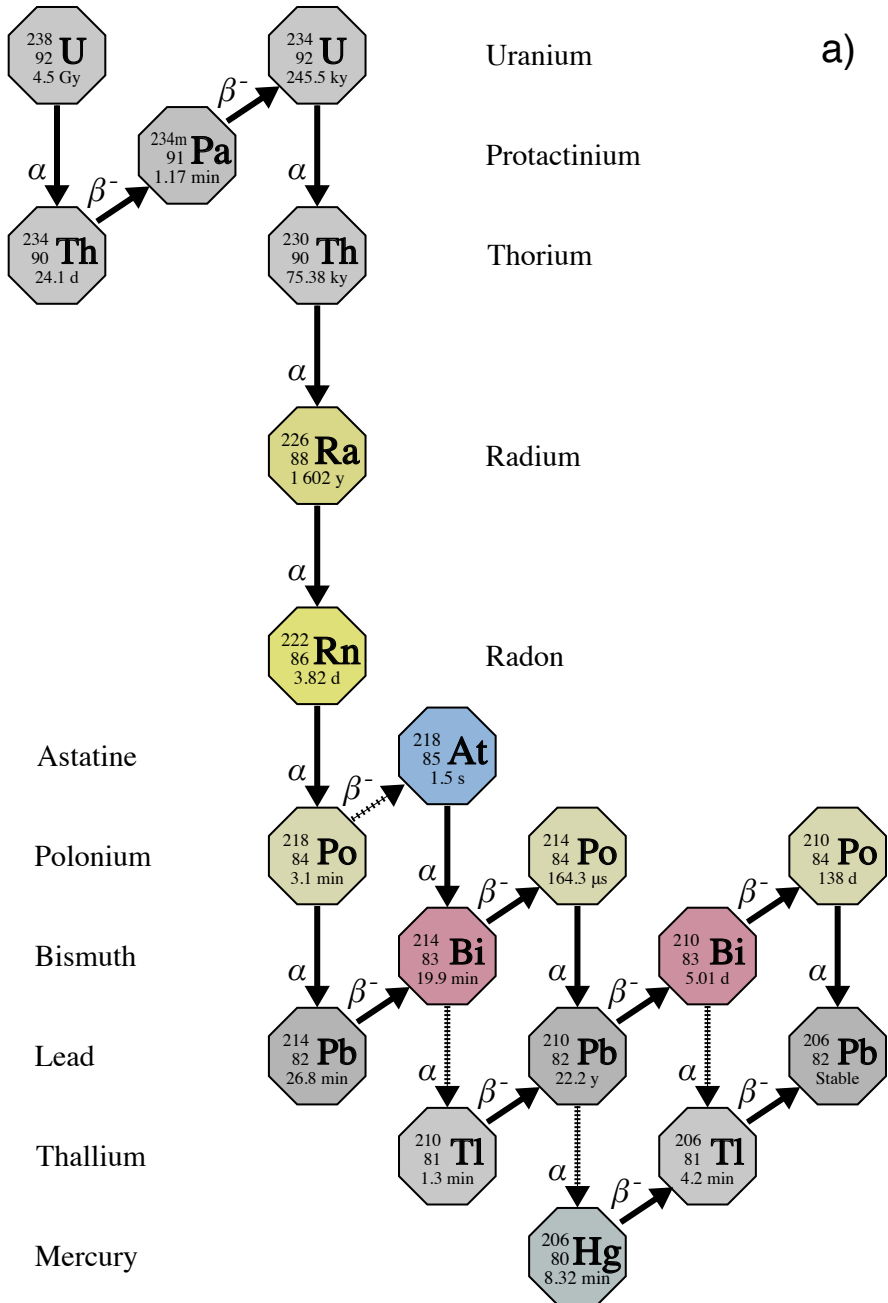 238
92 U
4.5 Gy
234
92 U
245.5 ky
Uranium
a)
β-
234m
91 Pa
1.17 min
Protactinium
α
β-
α
234
90 Th
24.1 d
230
90 Th
75.38 ky
Thorium
α
226
88 Ra
1 602 y
Radium
α
222
86 Rn
3.82 d
Radon
Astatine
α
β-
218
85 At
1.5 s
Polonium
218
84 Po
3.1 min
α
β-
214
84 Po
164.3 µs
β-
210
84 Po
138 d
Bismuth
α
β-
214
83 Bi
19.9 min
α
β-
210
83 Bi
5.01 d
α
Lead
214
82 Pb
26.8 min
α
β-
210
82 Pb
22.2 y
α
β-
206
82 Pb
Stable
Thallium
210
81 Tl
1.3 min
α
β-
206
81 Tl
4.2 min
Mercury
206
80 Hg
8.32 min